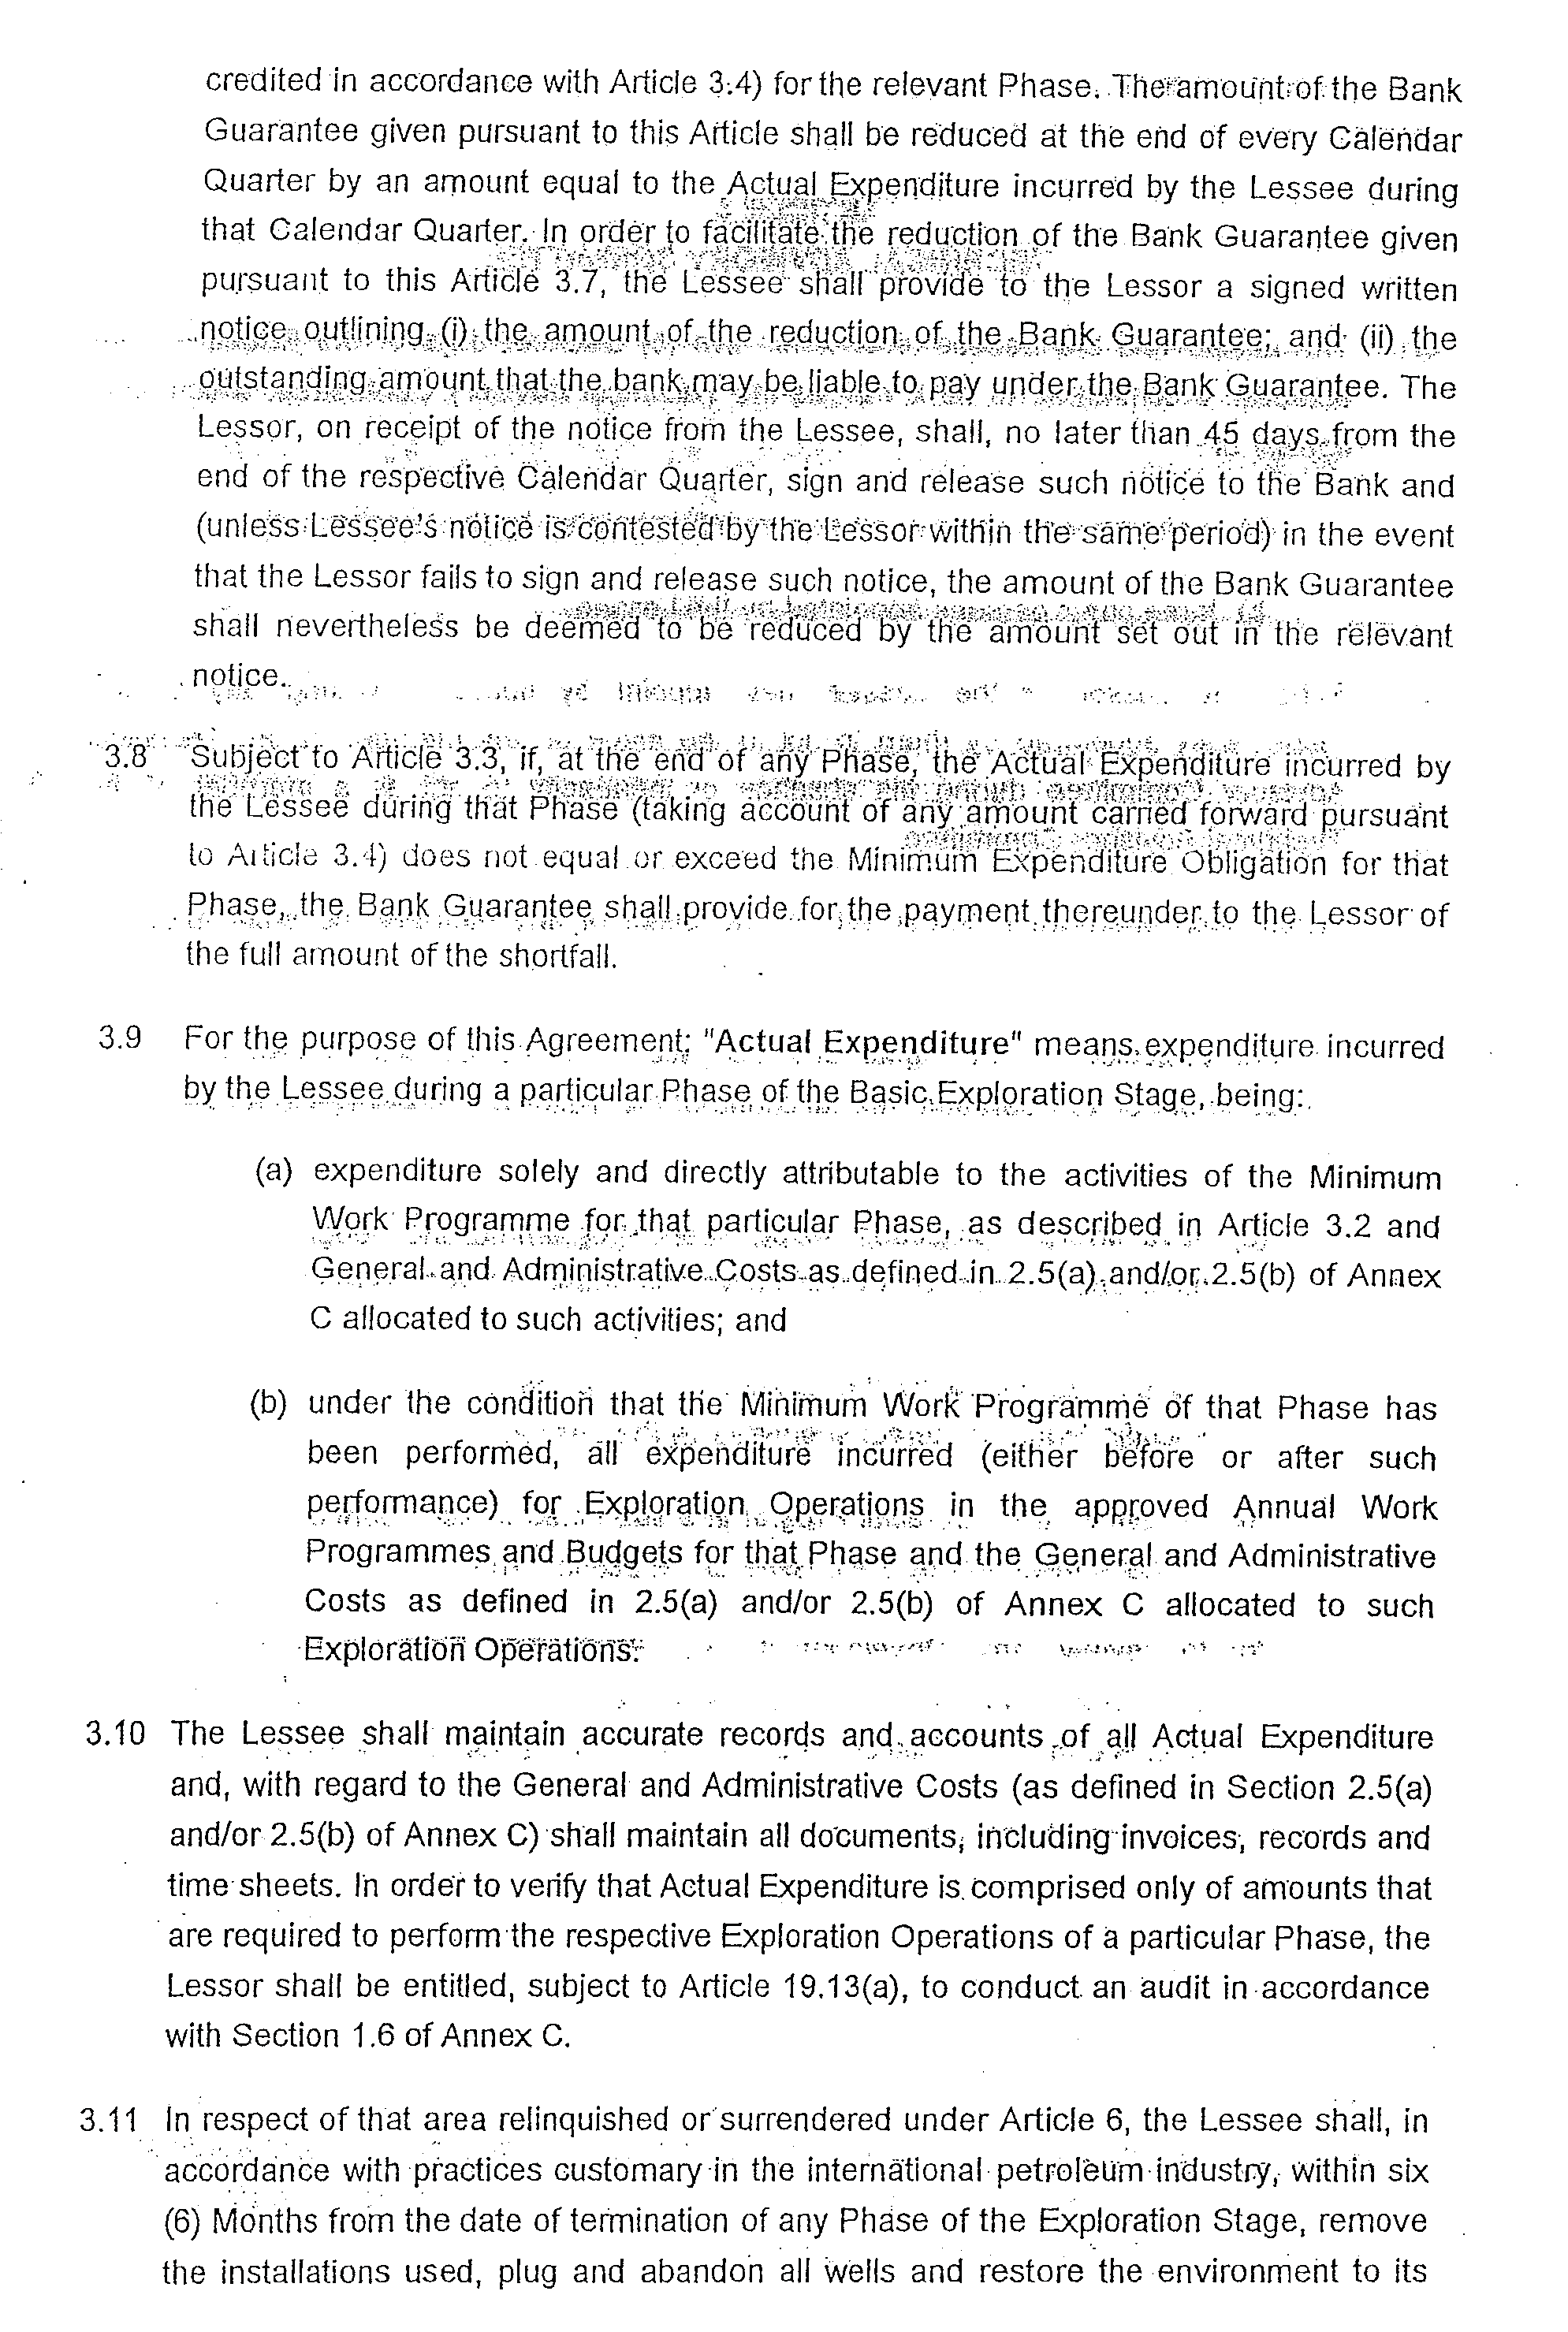 credited in accordance with Article 3.4) for the relevant Phase. The amount of the Bank
Guarantee given pursuant to this Article shall be reduced at the end of every Calendar
Quarter by an amount equal to the Actual Expenditure incurred by the Lessee during
that Calendar Quarter. In order to facilitate the reduction of the Bank Guarantee given
pursuant to this Article 3.7, the Lessee shall provide to the Lessor a signed written
notice outlining (i) the amount of the reduction of the Bank Guarantee; and (ii) the
outstanding amount that the bank may be liable to pay under the Bank Guarantee. The
Lessor, on receipt of the notice from the Lessee, shall, no later than 45 days from the
end of the respective Calendar Quarter, sign and release such notice to the Bank and
(unless Lessee's notice is contested by the Lessor within the same period) in the event
that the Lessor fails to sign and release such notice, the amount of the Bank Guarantee
shall nevertheless be deemed to be reduced by the amount set out in the relevant
notice.
3.8 Subject to Article 3.3, if, at the end of any Phase, the Actual Expenditure incurred by
the Lessee during that Phase (taking account of any amount carried forward pursuant
to Article 3.4) does not equal or exceed the Minimum Expenditure Obligation for that
Phase, the Bank Guarantee shall provide for the payment thereunder to the Lessor of
the full amount of the shortfall.
3.9 For the purpose of this Agreement; "Actual Expenditure" means expenditure incurred
by the Lessee during a particular Phase of the Basic Exploration Stage, being:
(a) expenditure solely and directly attributable to the activities of the Minimum
Work Programme for that particular Phase, as described in Article 3.2 and
General and Administrative Costs as defined in 2.5(a) and/or 2.5(b) of Annex
C allocated to such activities; and
(b) under the condition that the Minimum Work Programme of that Phase has
been performed, all expenditure incurred (either before or after such
performance) for Exploration Operations in the approved Annual Work
Programmes and Budgets for that Phase and the General and Administrative
Costs as defined in 2.5(a) and/or 2.5(b) of Annex C allocated to such
Exploration Operations.
3.10 The Lessee shall maintain accurate records and accounts of all Actual Expenditure
and, with regard to the General and Administrative Costs (as defined in Section 2.5(a)
and/or 2.5(b) of Annex C) shall maintain all documents, including invoices, records and
time sheets. In order to verify that Actual Expenditure is comprised only of amounts that
are required to perform the respective Exploration Operations of a particular Phase, the
Lessor shall be entitled, subject to Article 19.13(a), to conduct an audit in accordance
with Section 1.6 of Annex C.
3.11 In respect of that area relinquished or surrendered under Article 6, the Lessee shall, in
accordance with practices customary in the international petroleum industry, within six
(6) Months from the date of termination of any Phase of the Exploration Stage, remove
the installations used, plug and abandon all wells and restore the environment to its